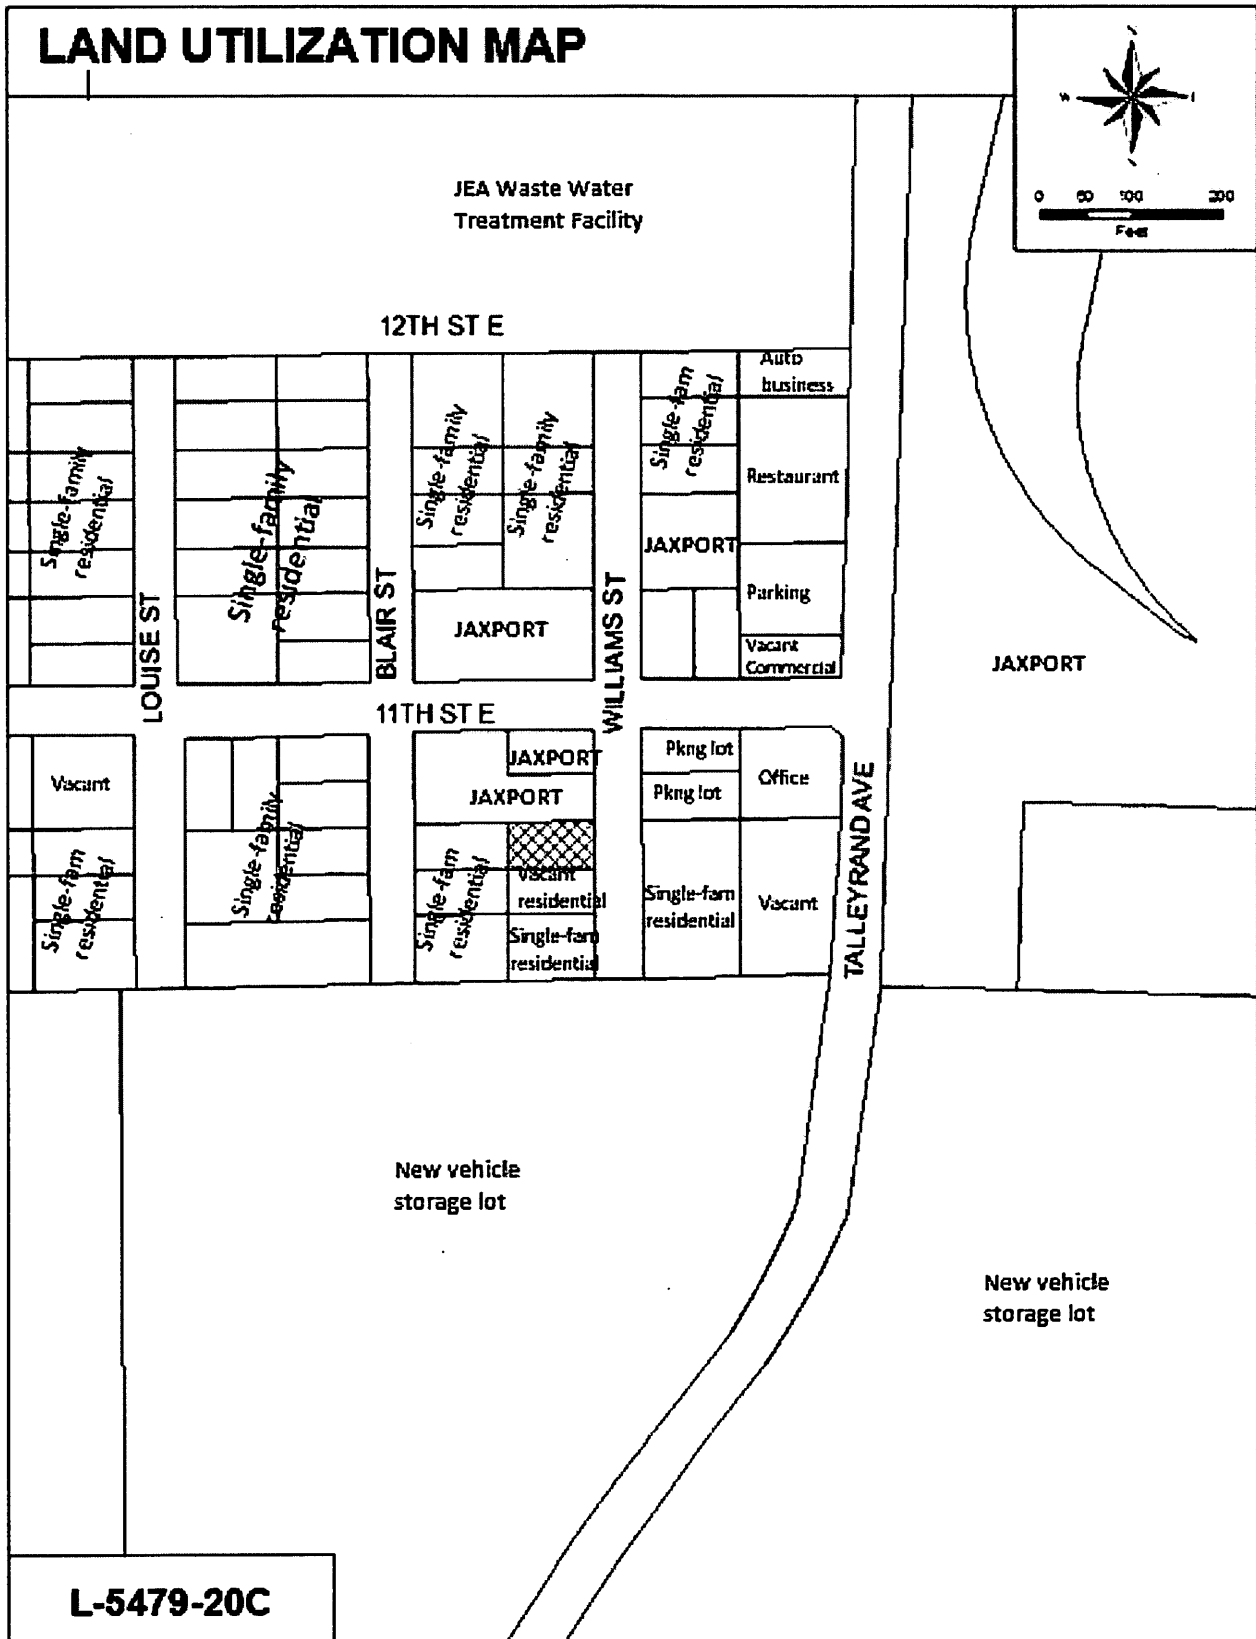 LAND UTILIZATION MAP
W
0 50 100 200
Feet
JEA Waste Water
Treatment Facility
12TH ST E
Auto
business
Single-family
residential
Single-family
residential
Single-family
residential
Single-family
residential
Single-fam
residential
Restaurant
JAXPORT
Parking
JAXPORT
Vacant
Commercial
JAXPORT
LOUISE ST
BLAIR ST
WILLIAMS ST
11TH ST E
JAXPORT
Pkng lot
Vacant
JAXPORT
Pkng lot
Office
TALLEYRAND AVE
Single-fam
residential
Single-family
residential
Single-fam
residential
Vacant
residential
Single-fam
residential
Single-fam
residential
Vacant
New vehicle
storage lot
New vehicle
storage lot
L-5479-20C